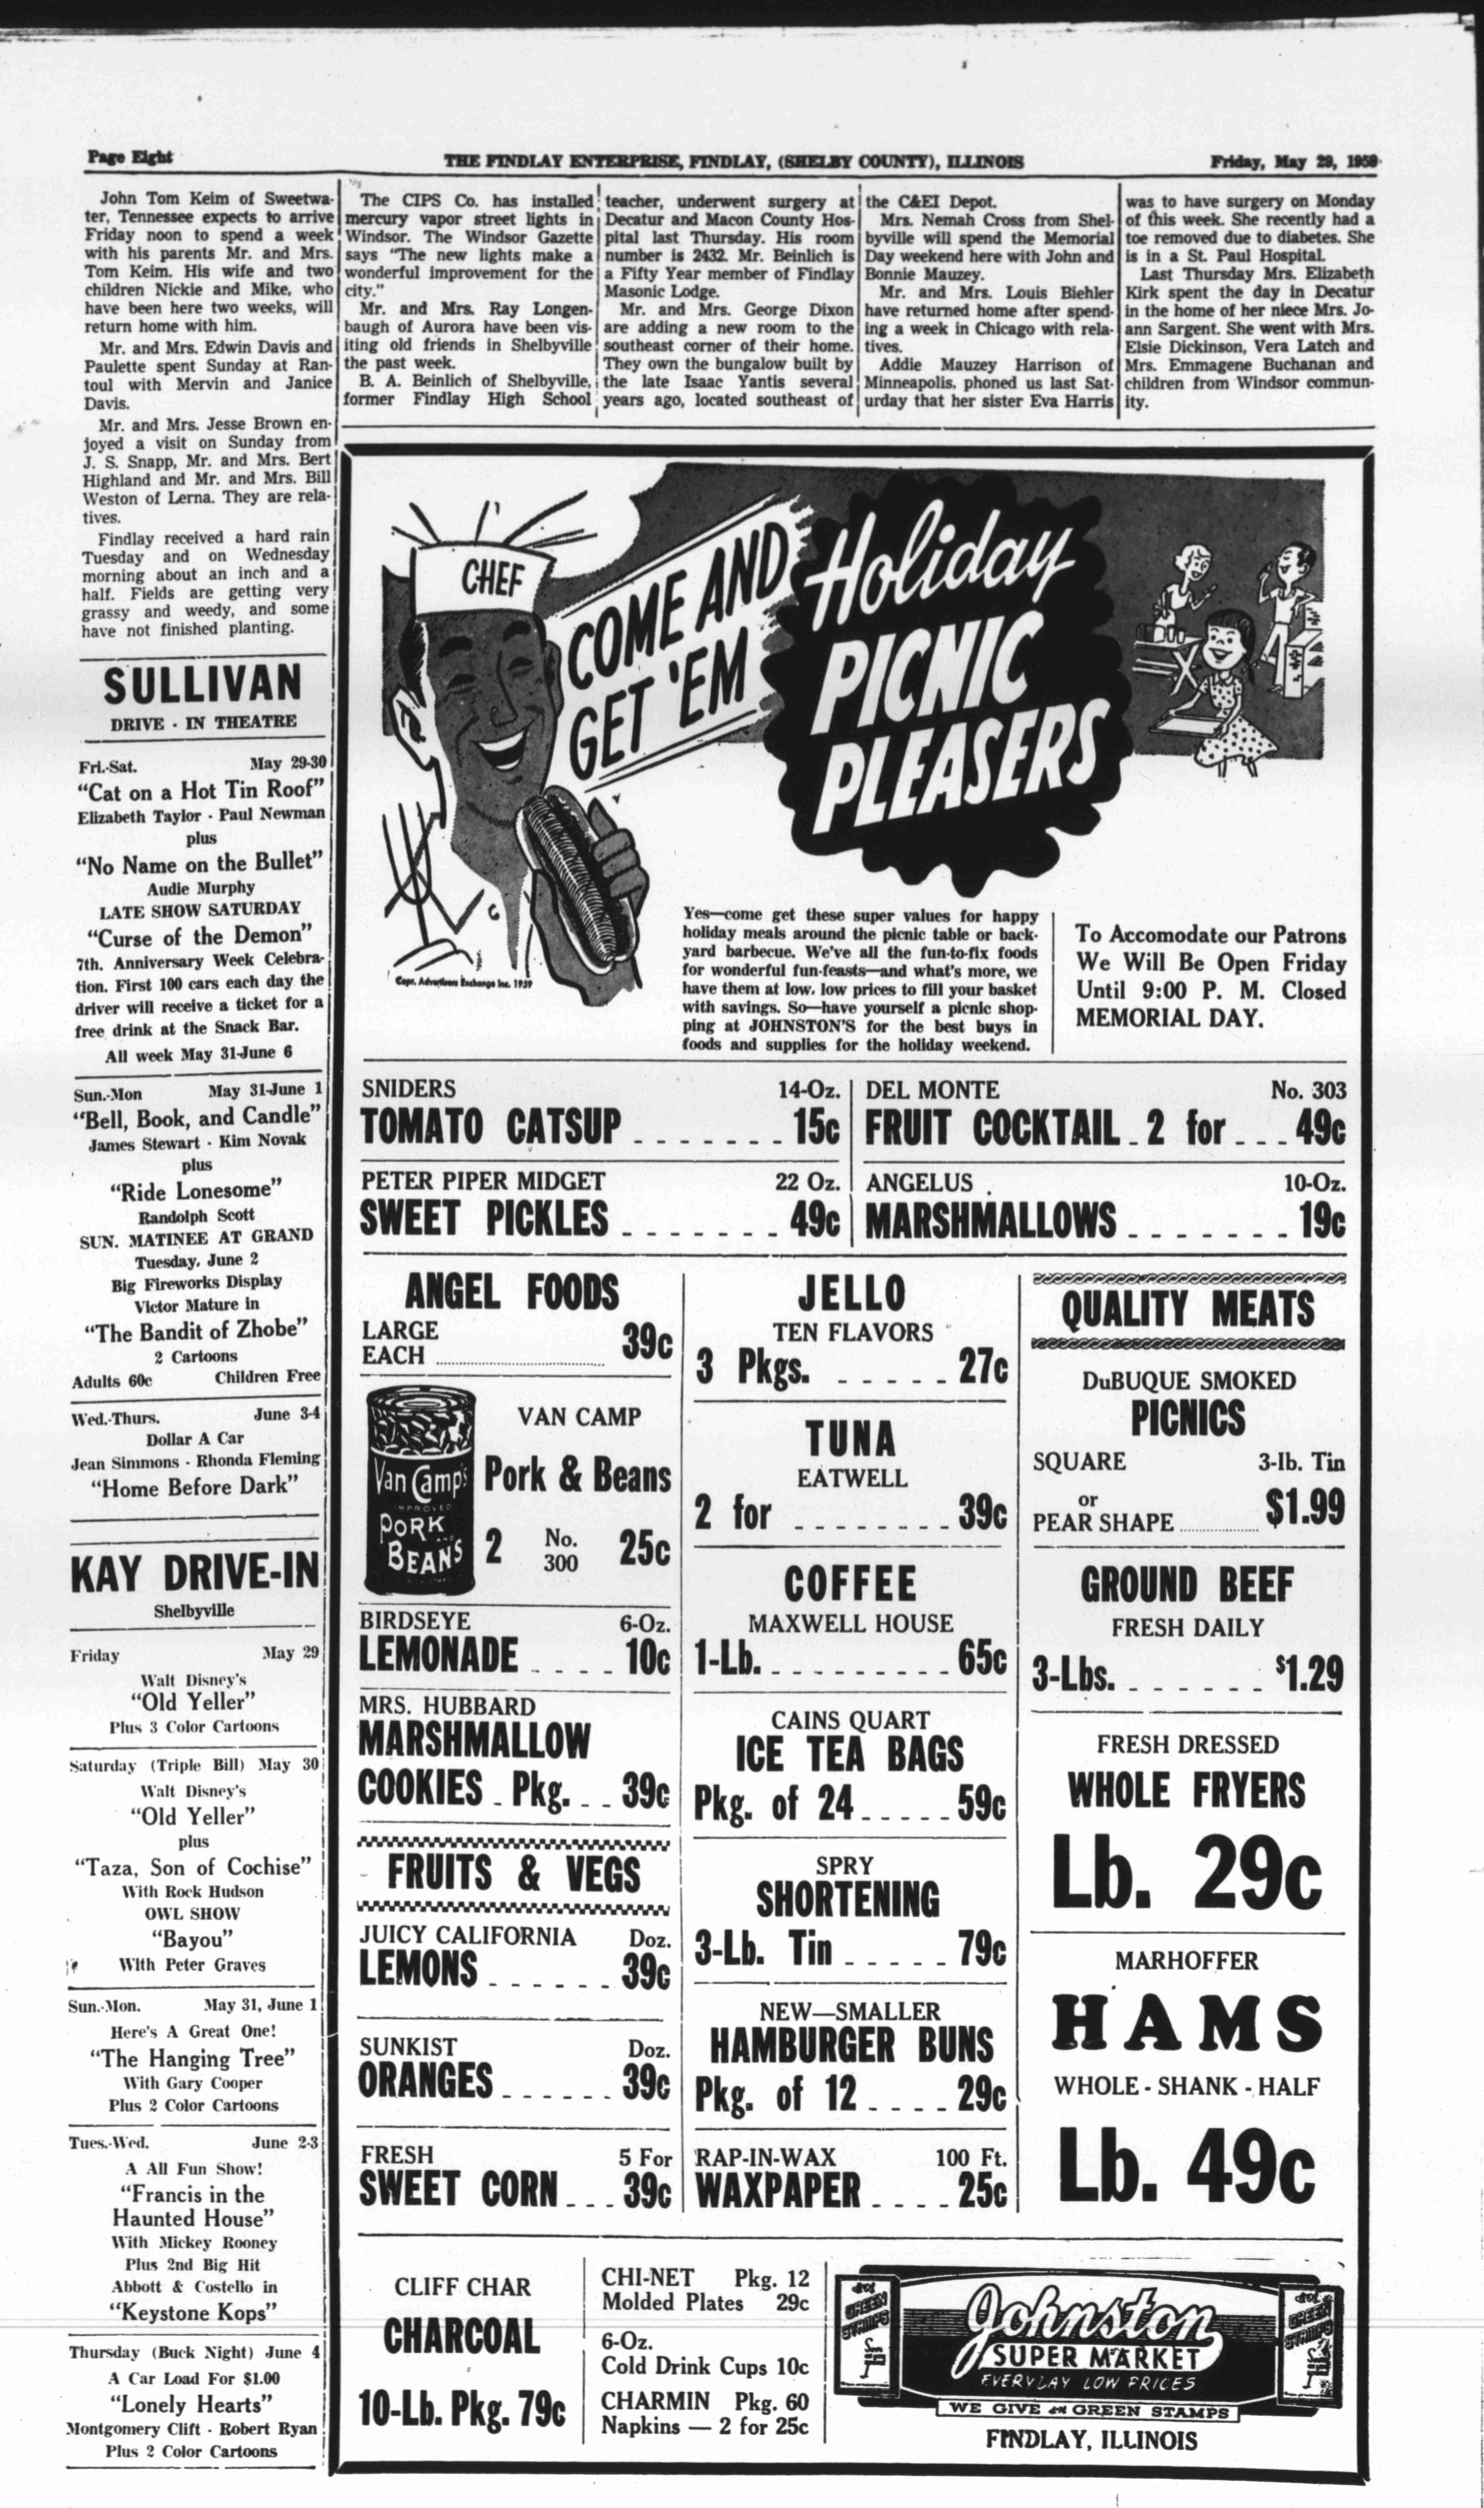 Page Eight
THE FINDLAY ENTERPRISE, FINDLAY, (SHELBY COUNTY), ILLINOIS
Friday, May 29, 1959
John Tom Keim of Sweetwa-
ter, Tennessee expects to arrive
Friday noon to spend a week
with his parents Mr. and Mrs.
Tom Keim. His wife and two
children Nickie and Mike, who
have been here two weeks, will
return home with him.
Mr. and Mrs. Edwin Davis and
Paulette spent Sunday at Ran-
toul with Mervin and Janice
Davis.
Mr. and Mrs. Jesse Brown en-
joyed a visit on Sunday from
J. S. Snapp, Mr. and Mrs. Bert
Highland and Mr. and Mrs. Bill
Weston of Lerna. They are rela-
tives.
Findlay received a hard rain
Tuesday and on Wednesday
morning about an inch and a
half. Fields are getting very
grassy and weedy, and some
have not finished planting.
The CIPS Co. has installed
mercury vapor street lights in
Windsor. The Windsor Gazette
says "The new lights make a
wonderful improvement for the
city."
Mr. and Mrs. Ray Longen-
baugh of Aurora have been vis-
iting old friends in Shelbyville
the past week.
B. A. Beinlich of Shelbyville,
former Findlay High School
teacher, underwent surgery at
Decatur and Macon County Hos-
pital last Thursday. His room
number is 2432. Mr. Beinlich is
a Fifty Year member of Findlay
Masonic Lodge.
Mr. and Mrs. George Dixon
are adding a new room to the
southeast corner of their home.
They own the bungalow built by
the late Isaac Yantis several
years ago, located southeast of
the C&EI Depot.
Mrs. Nemah Cross from Shel-
byville will spend the Memorial
Day weekend here with John and
Bonnie Mauzey.
Mr. and Mrs. Louis Biehler
have returned home after spend-
ing a week in Chicago with rela-
tives.
Addie Mauzey Harrison of
Minneapolis, phoned us last Sat-
urday that her sister Eva Harris
was to have surgery on Monday
of this week. She recently had a
toe removed due to diabetes. She
is in a St. Paul Hospital.
Last Thursday Mrs. Elizabeth
Kirk spent the day in Decatur
in the home of her niece Mrs. Jo-
ann Sargent. She went with Mrs.
Elsie Dickinson, Vera Latch and
Mrs. Emmagene Buchanan and
children from Windsor commun-
ity.
SULLIVAN
DRIVE - IN THEATRE
Fri.-Sat. May 29-30
"Cat on a Hot Tin Roof"
Elizabeth Taylor - Paul Newman
plus
"No Name on the Bullet"
Audie Murphy
LATE SHOW SATURDAY
"Curse of the Demon"
7th. Anniversary Week Celebra-
tion. First 100 cars each day the
driver will receive a ticket for a
free drink at the Snack Bar.
All week May 31-June 6
Sun.-Mon May 31-June 1
"Bell, Book, and Candle"
James Stewart - Kim Novak
plus
"Ride Lonesome"
Randolph Scott
SUN. MATINEE AT GRAND
Tuesday, June 2
Big Fireworks Display
Victor Mature in
"The Bandit of Zhobe"
2 Cartoons
Adults 60c Children Free
Wed.-Thurs. June 3-4
Dollar A Car
Jean Simmons - Rhonda Fleming
"Home Before Dark"
KAY DRIVE-IN
Shelbyville
Friday May 29
Walt Disney's
"Old Yeller"
Plus 3 Color Cartoons
Saturday (Triple Bill) May 30
Walt Disney's
"Old Yeller"
plus
"Taza, Son of Cochise"
With Rock Hudson
OWL SHOW
"Bayou"
With Peter Graves
Sun.-Mon. May 31, June 1
Here's A Great One!
"The Hanging Tree"
With Gary Cooper
Plus 2 Color Cartoons
Tues.-Wed. June 2-3
A All Fun Show!
"Francis in the
Haunted House"
With Mickey Rooney
Plus 2nd Big Hit
Abbott & Costello in
"Keystone Kops"
Thursday (Buck Night) June 4
A Car Load For $1.00
"Lonely Hearts"
Montgomery Clift - Robert Ryan
Plus 2 Color Cartoons
CHEF
COME AND
GET 'EM
Holiday
PICNIC
PLEASERS
Copr. Advertisers Exchange Inc. 1959
Yes—come get these super values for happy
holiday meals around the picnic table or back-
yard barbecue. We've all the fun-to-fix foods
for wonderful fun-feasts—and what's more, we
have them at low, low prices to fill your basket
with savings. So—have yourself a picnic shop-
ping at JOHNSTON'S for the best buys in
foods and supplies for the holiday weekend.
To Accomodate our Patrons
We Will Be Open Friday
Until 9:00 P. M. Closed
MEMORIAL DAY.
SNIDERS 14-Oz.
TOMATO CATSUP 15c
DEL MONTE No. 303
FRUIT COCKTAIL 2 for 49c
PETER PIPER MIDGET 22 Oz.
SWEET PICKLES 49c
ANGELUS 10-Oz.
MARSHMALLOWS 19c
ANGEL FOODS
LARGE
EACH 39c
Van Camp's
IMPROVED
PORK
AND
BEANS
VAN CAMP
Pork & Beans
2 No. 300 25c
BIRDSEYE 6-Oz.
LEMONADE 10c
MRS. HUBBARD
MARSHMALLOW
COOKIES Pkg. 39c
FRUITS & VEGS
JUICY CALIFORNIA Doz.
LEMONS 39c
SUNKIST Doz.
ORANGES 39c
FRESH 5 For
SWEET CORN 39c
JELLO
TEN FLAVORS
3 Pkgs. 27c
TUNA
EATWELL
2 for 39c
COFFEE
MAXWELL HOUSE
1-Lb. 65c
CAINS QUART
ICE TEA BAGS
Pkg. of 24 59c
SPRY
SHORTENING
3-Lb. Tin 79c
NEW—SMALLER
HAMBURGER BUNS
Pkg. of 12 29c
RAP-IN-WAX 100 Ft.
WAXPAPER 25c
QUALITY MEATS
DuBUQUE SMOKED
PICNICS
SQUARE 3-lb. Tin
or
PEAR SHAPE $1.99
GROUND BEEF
FRESH DAILY
3-Lbs. $1.29
FRESH DRESSED
WHOLE FRYERS
Lb. 29c
MARHOFFER
HAMS
WHOLE - SHANK - HALF
Lb. 49c
CLIFF CHAR
CHARCOAL
10-Lb. Pkg. 79c
CHI-NET Pkg. 12
Molded Plates 29c
6-Oz.
Cold Drink Cups 10c
CHARMIN Pkg. 60
Napkins — 2 for 25c
GREEN
STAMPS
Johnston
SUPER MARKET
EVERYDAY LOW PRICES
WE GIVE GREEN STAMPS
GREEN
STAMPS
FINDLAY, ILLINOIS